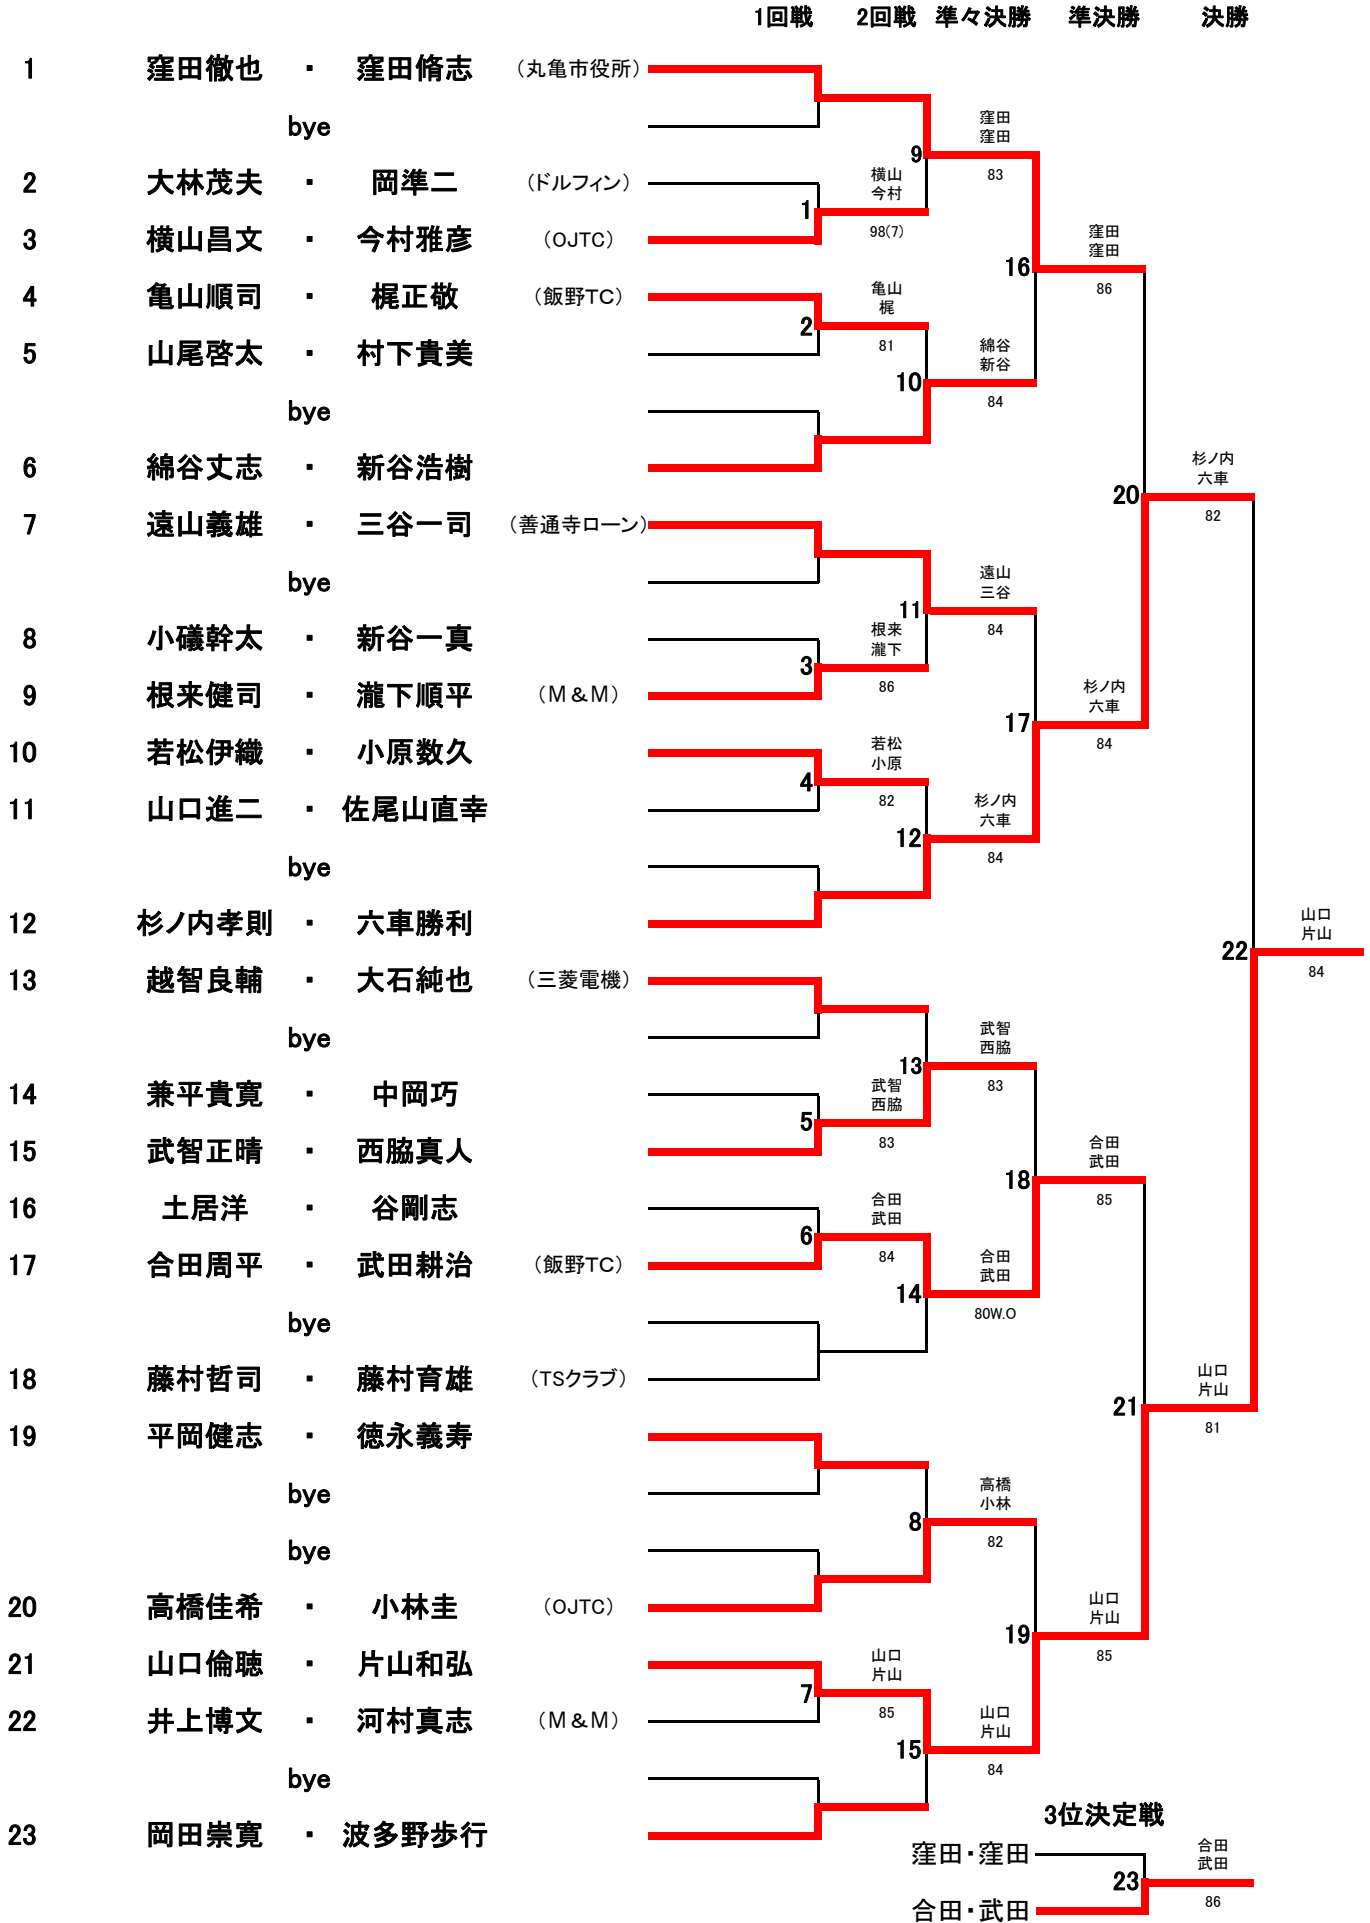 1回戦 2回戦 準々決勝 準決勝 決勝
1 窪田徹也 ・ 窪田脩志 (丸亀市役所)
bye
窪田
窪田
9
83
2 大林茂夫 ・ 岡準二 (ドルフィン)
横山
今村
1
98(7)
3 横山昌文 ・ 今村雅彦 (OJTC)
窪田
窪田
16
86
4 亀山順司 ・ 梶正敬 (飯野TC)
亀山
梶
2
81
5 山尾啓太 ・ 村下貴美
綿谷
新谷
10
84
bye
6 綿谷丈志 ・ 新谷浩樹
杉ノ内
六車
20
82
7 遠山義雄 ・ 三谷一司 (善通寺ローン)
bye
遠山
三谷
11
84
8 小礒幹太 ・ 新谷一真
根来
瀧下
3
86
9 根来健司 ・ 瀧下順平 (M&M)
杉ノ内
六車
17
84
10 若松伊織 ・ 小原数久
若松
小原
4
82
11 山口進二 ・ 佐尾山直幸
杉ノ内
六車
12
84
bye
12 杉ノ内孝則 ・ 六車勝利
山口
片山
22
84
13 越智良輔 ・ 大石純也 (三菱電機)
bye
武智
西脇
13
83
14 兼平貴寛 ・ 中岡巧
武智
西脇
5
83
15 武智正晴 ・ 西脇真人
合田
武田
18
85
16 土居洋 ・ 谷剛志
合田
武田
6
84
17 合田周平 ・ 武田耕治 (飯野TC)
合田
武田
14
80W.O
bye
18 藤村哲司 ・ 藤村育雄 (TSクラブ)
山口
片山
21
81
19 平岡健志 ・ 徳永義寿
bye
高橋
小林
8
82
bye
20 高橋佳希 ・ 小林圭 (OJTC)
山口
片山
19
85
21 山口倫聴 ・ 片山和弘
山口
片山
7
85
22 井上博文 ・ 河村真志 (M&M)
山口
片山
15
84
bye
23 岡田崇寛 ・ 波多野歩行
3位決定戦
窪田・窪田
合田
武田
23
86
合田・武田